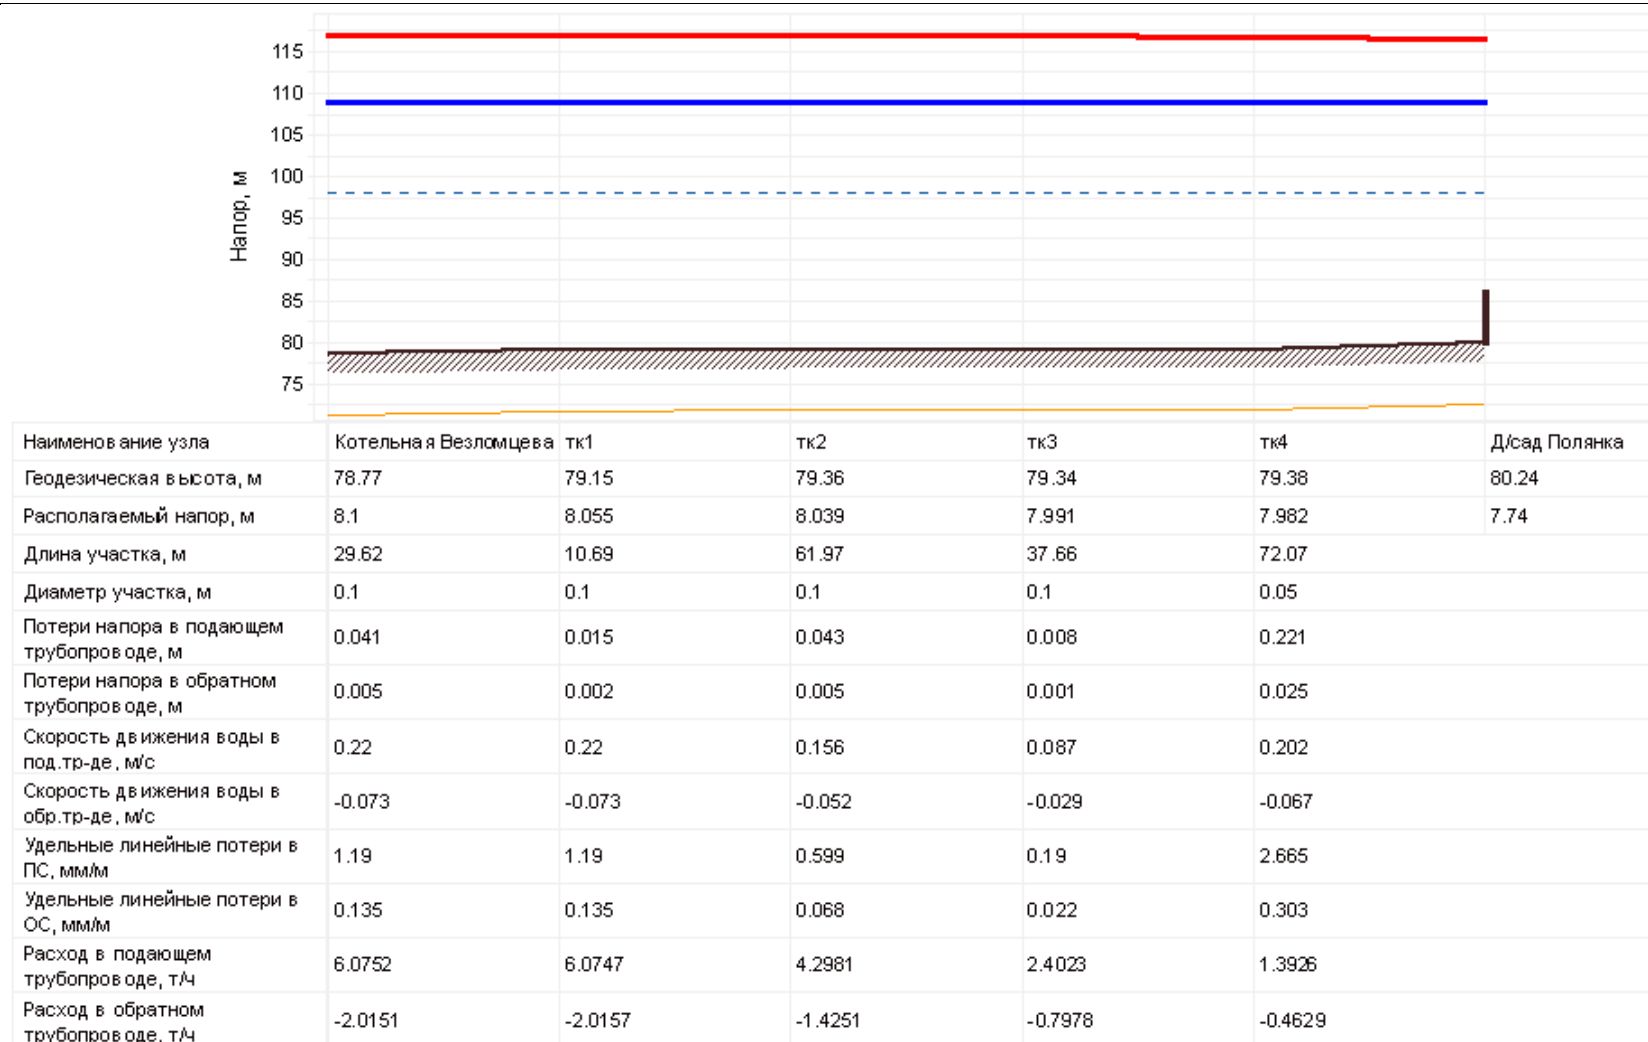 115
110
105
100
95
90
85
80
75
Напор, м
Наименование узла Котельная Везломцева тк1 тк2 тк3 тк4 Д/сад Полянка
Геодезическая высота, м 78.77 79.15 79.36 79.34 79.38 80.24
Располагаемый напор, м 8.1 8.055 8.039 7.991 7.982 7.74
Длина участка, м 29.62 10.69 61.97 37.66 72.07
Диаметр участка, м 0.1 0.1 0.1 0.1 0.05
Потери напора в подающем
трубопроводе, м 0.041 0.015 0.043 0.008 0.221
Потери напора в обратном
трубопроводе, м 0.005 0.002 0.005 0.001 0.025
Скорость движения воды в
под.тр-де, м/с 0.22 0.22 0.156 0.087 0.202
Скорость движения воды в
обр.тр-де, м/с -0.073 -0.073 -0.052 -0.029 -0.067
Удельные линейные потери в
ПС, мм/м 1.19 1.19 0.599 0.19 2.665
Удельные линейные потери в
ОС, мм/м 0.135 0.135 0.068 0.022 0.303
Расход в подающем
трубопроводе, т/ч 6.0752 6.0747 4.2981 2.4023 1.3926
Расход в обратном
трубопроводе, т/ч -2.0151 -2.0157 -1.4251 -0.7978 -0.4629